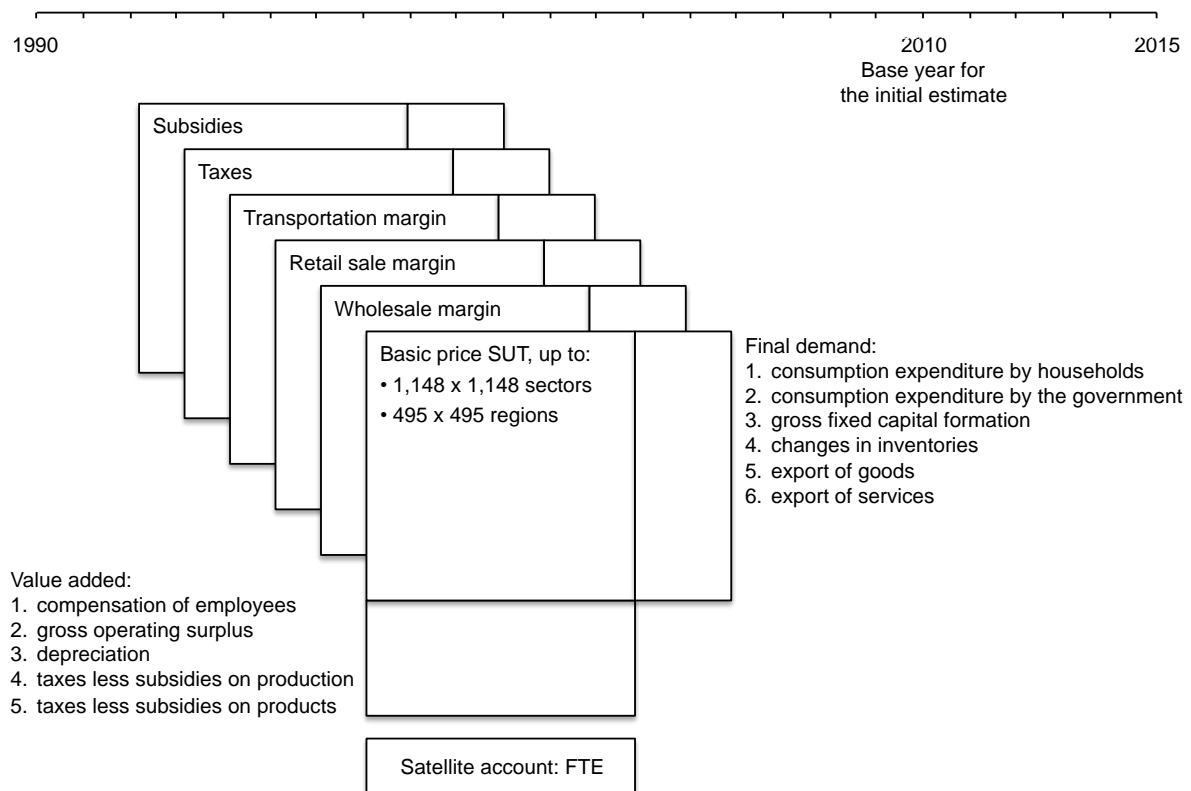 1990
2010
2015
Base year for
the initial estimate
Subsidies
Taxes
Transportation margin
Retail sale margin
Wholesale margin
Basic price SUT, up to:
• 1,148 x 1,148 sectors
• 495 x 495 regions
Final demand:
1. consumption expenditure by households
2. consumption expenditure by the government
3. gross fixed capital formation
4. changes in inventories
5. export of goods
6. export of services
Value added:
1. compensation of employees
2. gross operating surplus
3. depreciation
4. taxes less subsidies on production
5. taxes less subsidies on products
Satellite account: FTE